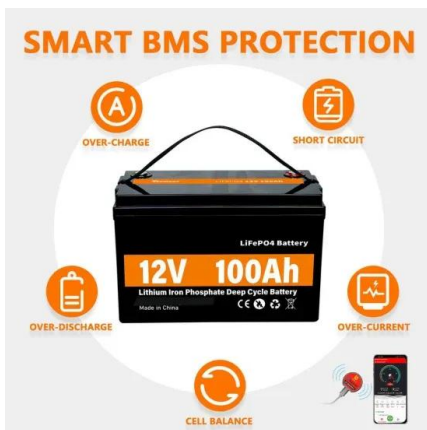 SMART BMS PROTECTION
OVER-CHARGE
SHORT CIRCUIT
LiFePO4 Battery
12V 100Ah
Lithium Iron Phosphate Deep Cycle Battery
Made in China
CE
OVER-DISCHARGE
OVER-CURRENT
CELL BALANCE